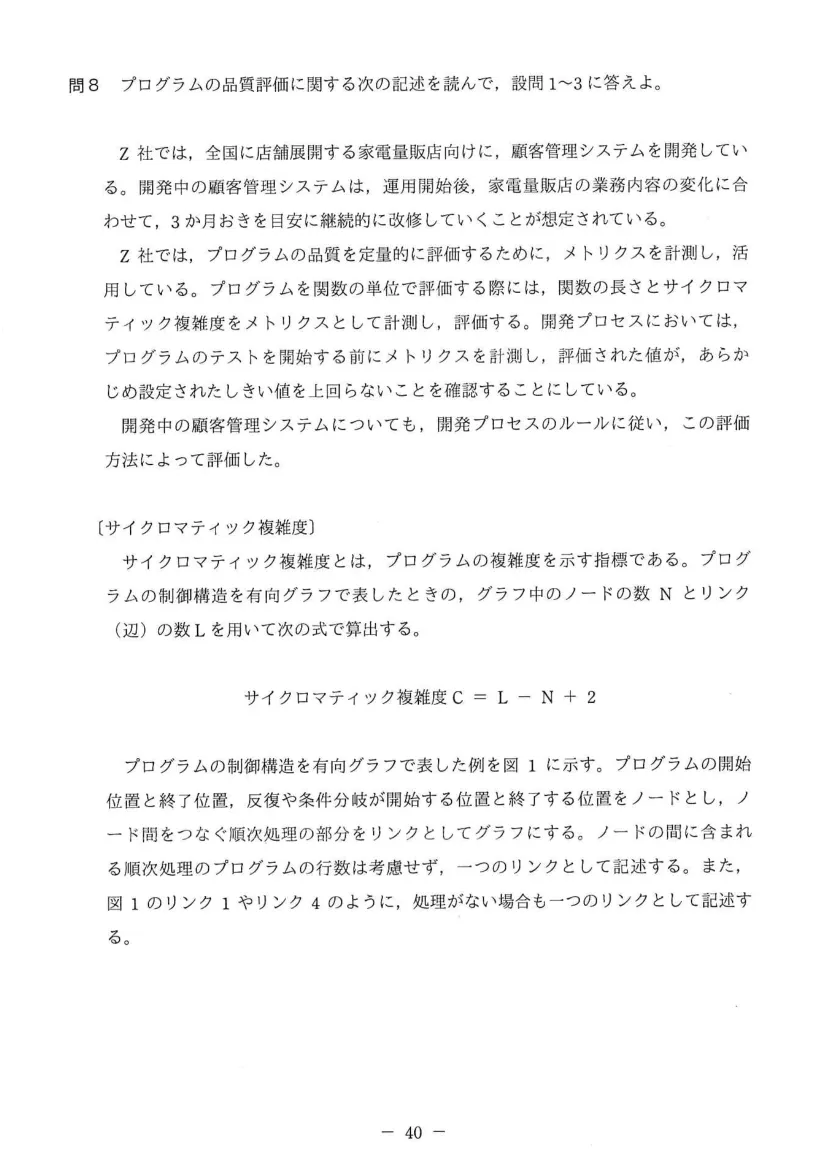 問8 プログラムの品質評価に関する次の記述を読んで，設問1〜3に答えよ。
Z 社では，全国に店舗展開する家電量販店向けに，顧客管理システムを開発してい
る。開発中の顧客管理システムは，運用開始後，家電量販店の業務内容の変化に合
わせて，3か月おきを目安に継続的に改修していくことが想定されている。
Z 社では，プログラムの品質を定量的に評価するために，メトリクスを計測し，活
用している。プログラムを関数の単位で評価する際には，関数の長さとサイクロマ
ティック複雑度をメトリクスとして計測し，評価する。開発プロセスにおいては，
プログラムのテストを開始する前にメトリクスを計測し，評価された値が，あらか
じめ設定されたしきい値を上回らないことを確認することにしている。
開発中の顧客管理システムについても，開発プロセスのルールに従い，この評価
方法によって評価した。
〔サイクロマティック複雑度〕
サイクロマティック複雑度とは，プログラムの複雑度を示す指標である。プログ
ラムの制御構造を有向グラフで表したときの，グラフ中のノードの数 N とリンク
（辺）の数Lを用いて次の式で算出する。
サイクロマティック複雑度 C ＝ L － N ＋ 2
プログラムの制御構造を有向グラフで表した例を図 1 に示す。プログラムの開始
位置と終了位置，反復や条件分岐が開始する位置と終了する位置をノードとし，ノ
ード間をつなぐ順次処理の部分をリンクとしてグラフにする。ノードの間に含まれ
る順次処理のプログラムの行数は考慮せず，一つのリンクとして記述する。また，
図 1 のリンク 1 やリンク 4 のように，処理がない場合も一つのリンクとして記述す
る。
－ 40 －